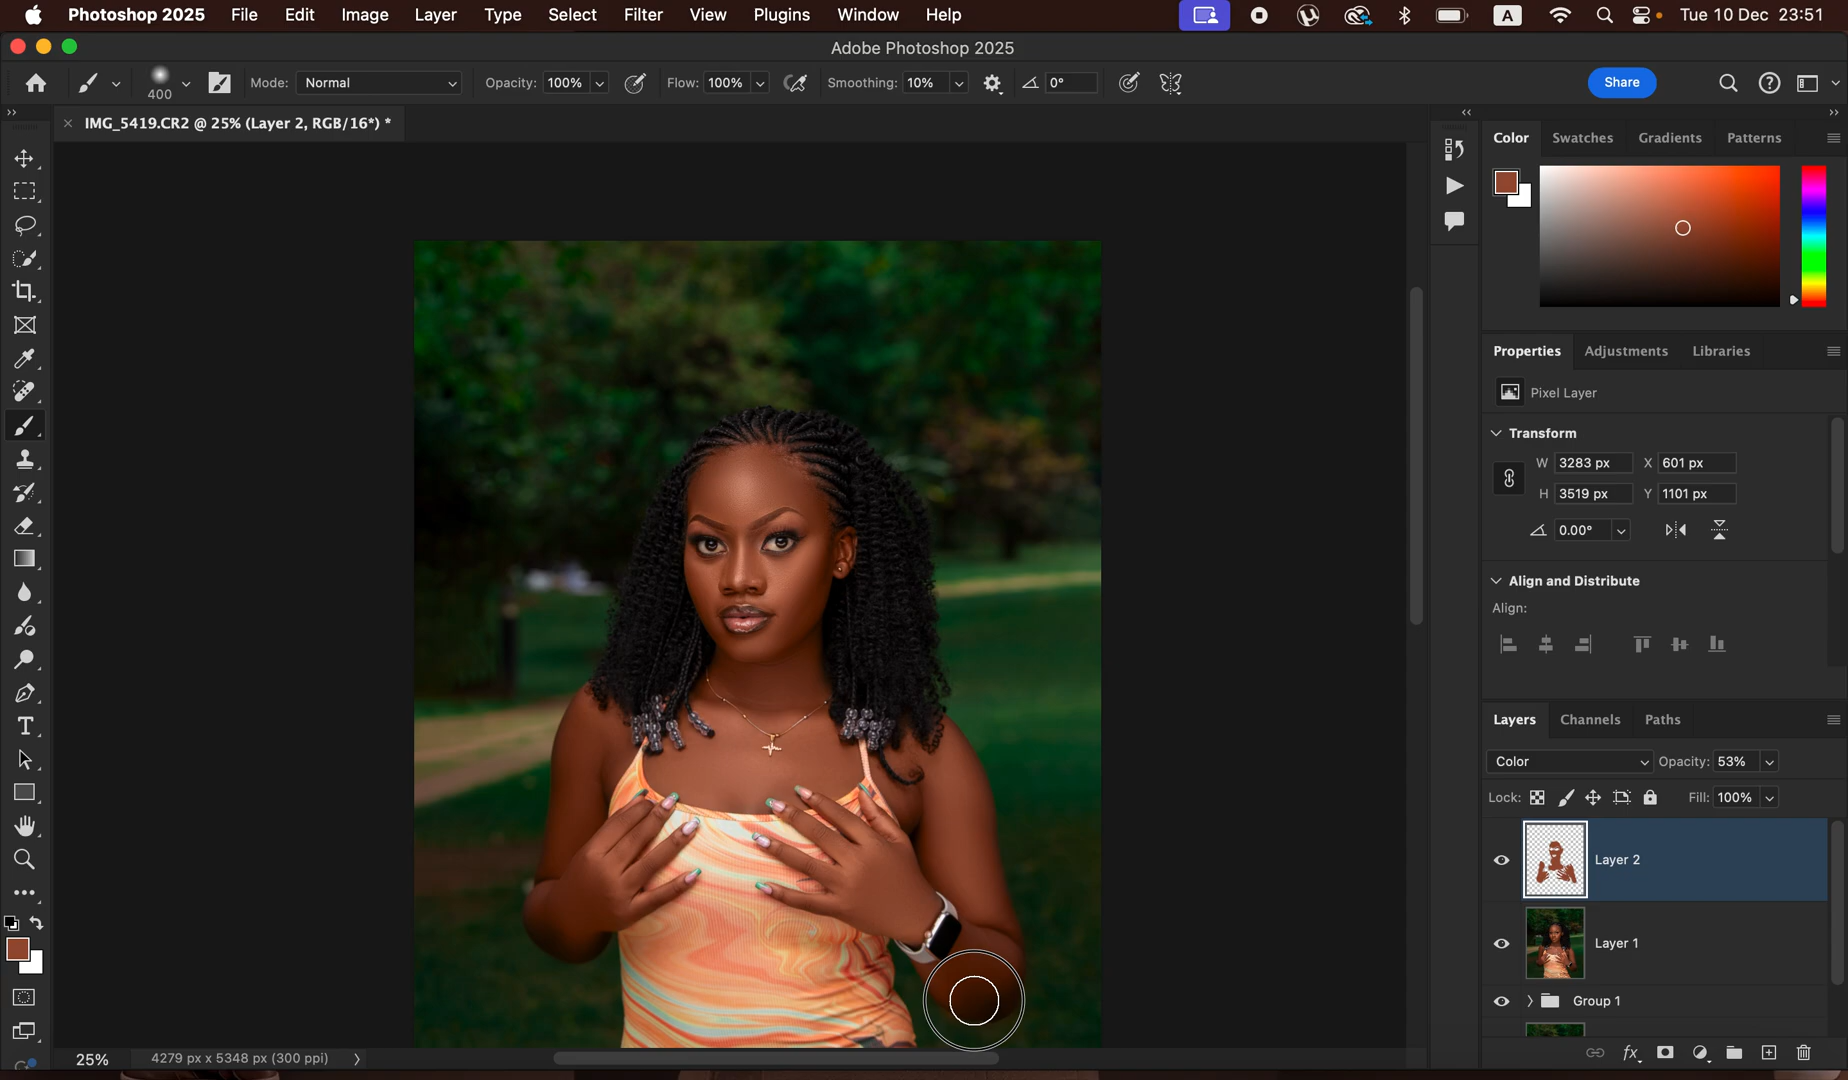 Photoshop 2025 File Edit Image Layer Type Select Filter View Plugins Window Help A Tue 10 Dec 23:51
Adobe Photoshop 2025
400 Mode: Normal Opacity: 100% Flow: 100% Smoothing: 10% 0° Share
IMG_5419.CR2 @ 25% (Layer 2, RGB/16*) *
Color Swatches Gradients Patterns
Properties Adjustments Libraries
Pixel Layer
Transform
W 3283 px X 601 px
H 3519 px Y 1101 px
0.00°
Align and Distribute
Align:
Layers Channels Paths
Color Opacity: 53%
Lock: Fill: 100%
Layer 2
Layer 1
Group 1
25% 4279 px x 5348 px (300 ppi)